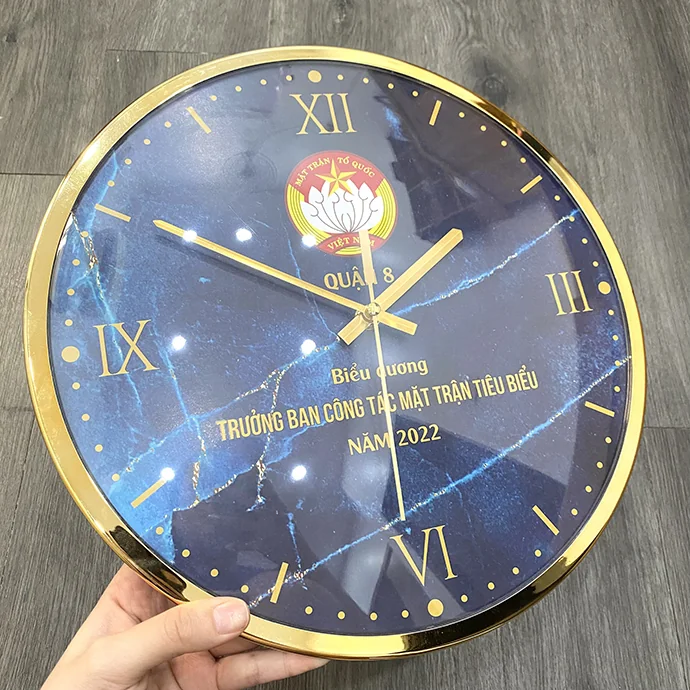 XII
MẶT TRẬN TỔ QUỐC
VIỆT NAM
QUẬN 8
III
IX
Biểu dương
TRƯỞNG BAN CÔNG TÁC MẶT TRẬN TIÊU BIỂU
NĂM 2022
VI